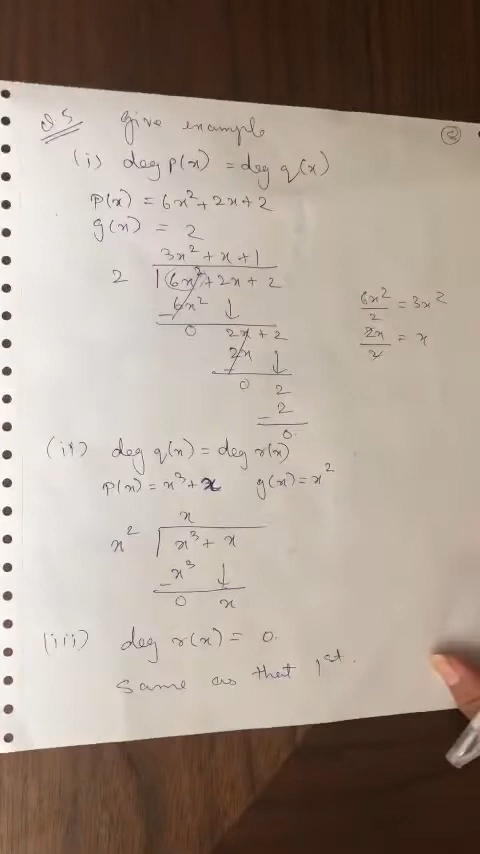 Q5 give example
(3)
(i) deg p(x) = deg q(x)
p(x) = 6x² + 2x + 2
g(x) = 2
3x² + x + 1
2 | 6x² + 2x + 2
- 6x² ↓
0 2x + 2
2x ↓
0 2
- 2
0.
6x²/2 = 3x²
2x/2 = x
(ii) deg q(x) = deg r(x)
p(x) = x³ + x g(x) = x²
x
x² | x³ + x
- x³ ↓
0 x
(iii) deg r(x) = 0.
Same as that 1st.